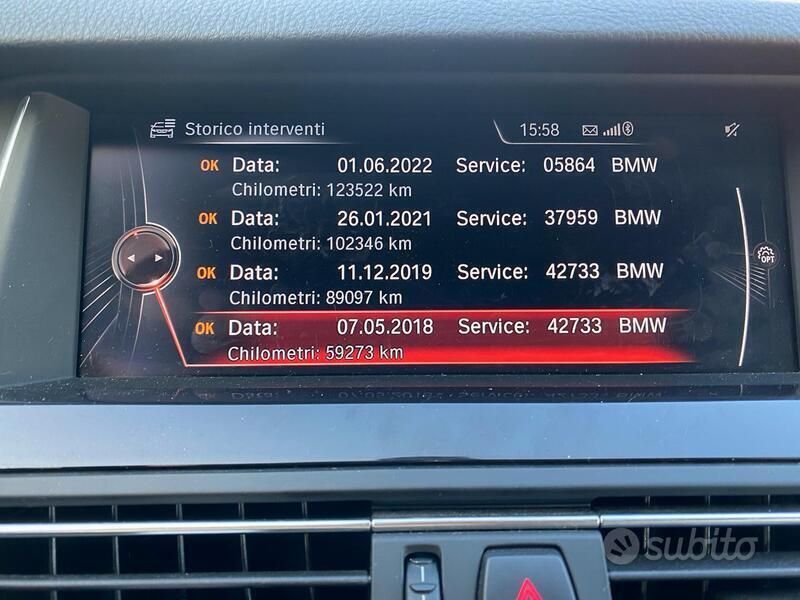 Storico interventi 15:58
OK Data: 01.06.2022 Service: 05864 BMW
Chilometri: 123522 km
OK Data: 26.01.2021 Service: 37959 BMW
Chilometri: 102346 km
OK Data: 11.12.2019 Service: 42733 BMW
Chilometri: 89097 km
OK Data: 07.05.2018 Service: 42733 BMW
Chilometri: 59273 km
OPT
subito